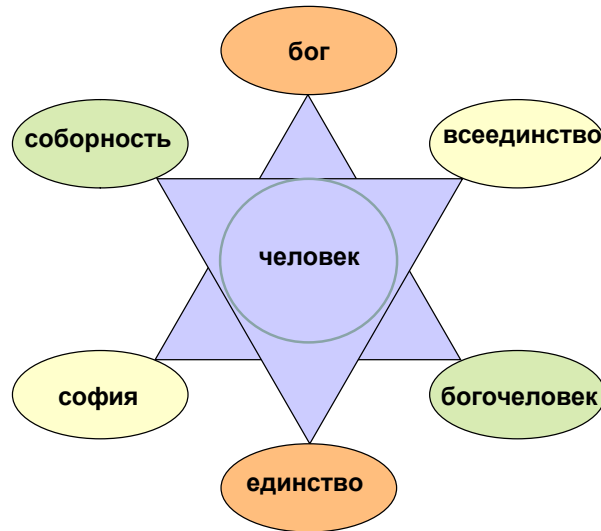 бог
соборность
всеединство
человек
софия
богочеловек
единство